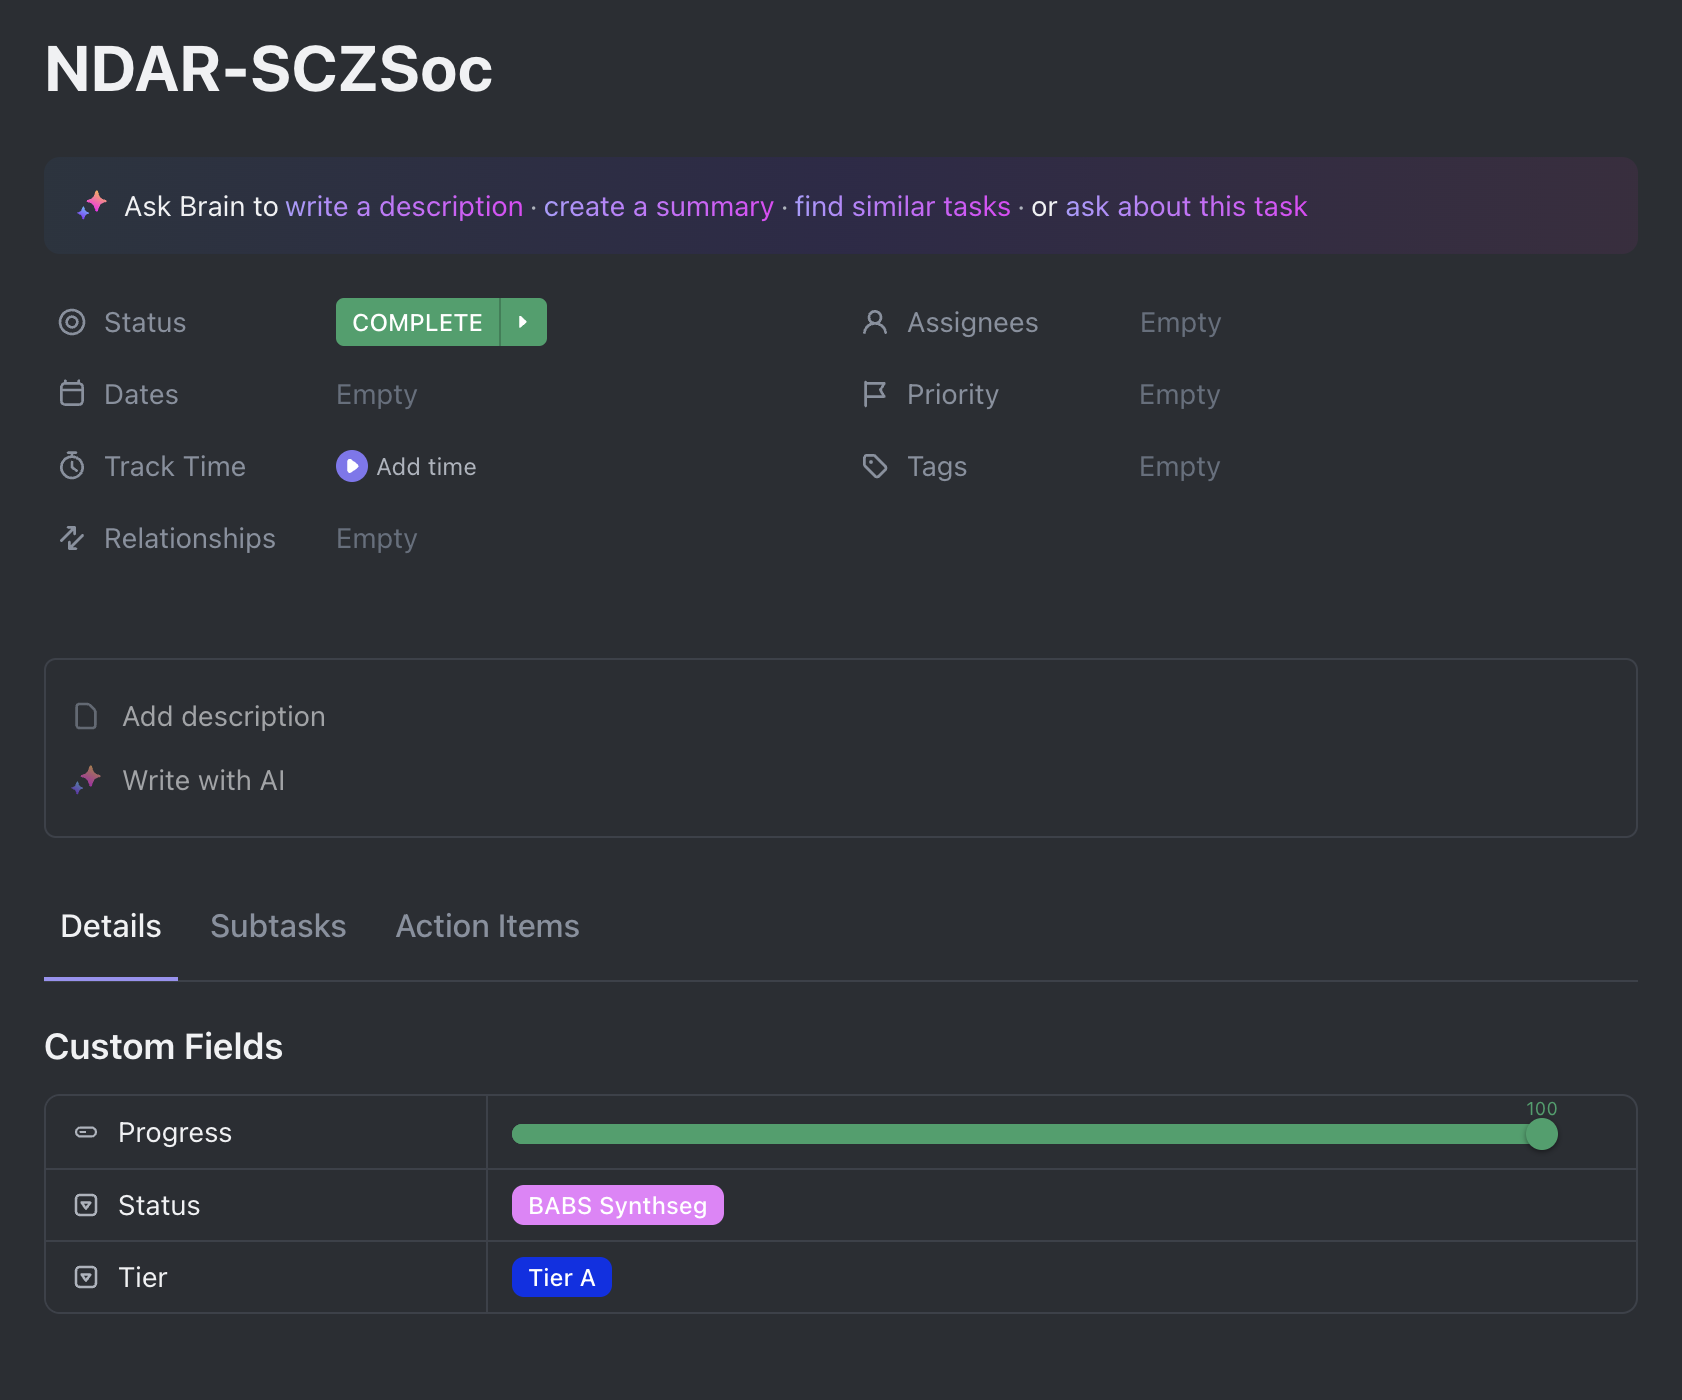 NDAR-SCZSoc
Ask Brain to write a description · create a summary · find similar tasks · or ask about this task
Status COMPLETE Assignees Empty
Dates Empty Priority Empty
Track Time Add time Tags Empty
Relationships Empty
Add description
Write with AI
Details Subtasks Action Items
Custom Fields
Progress 100
Status BABS Synthseg
Tier Tier A